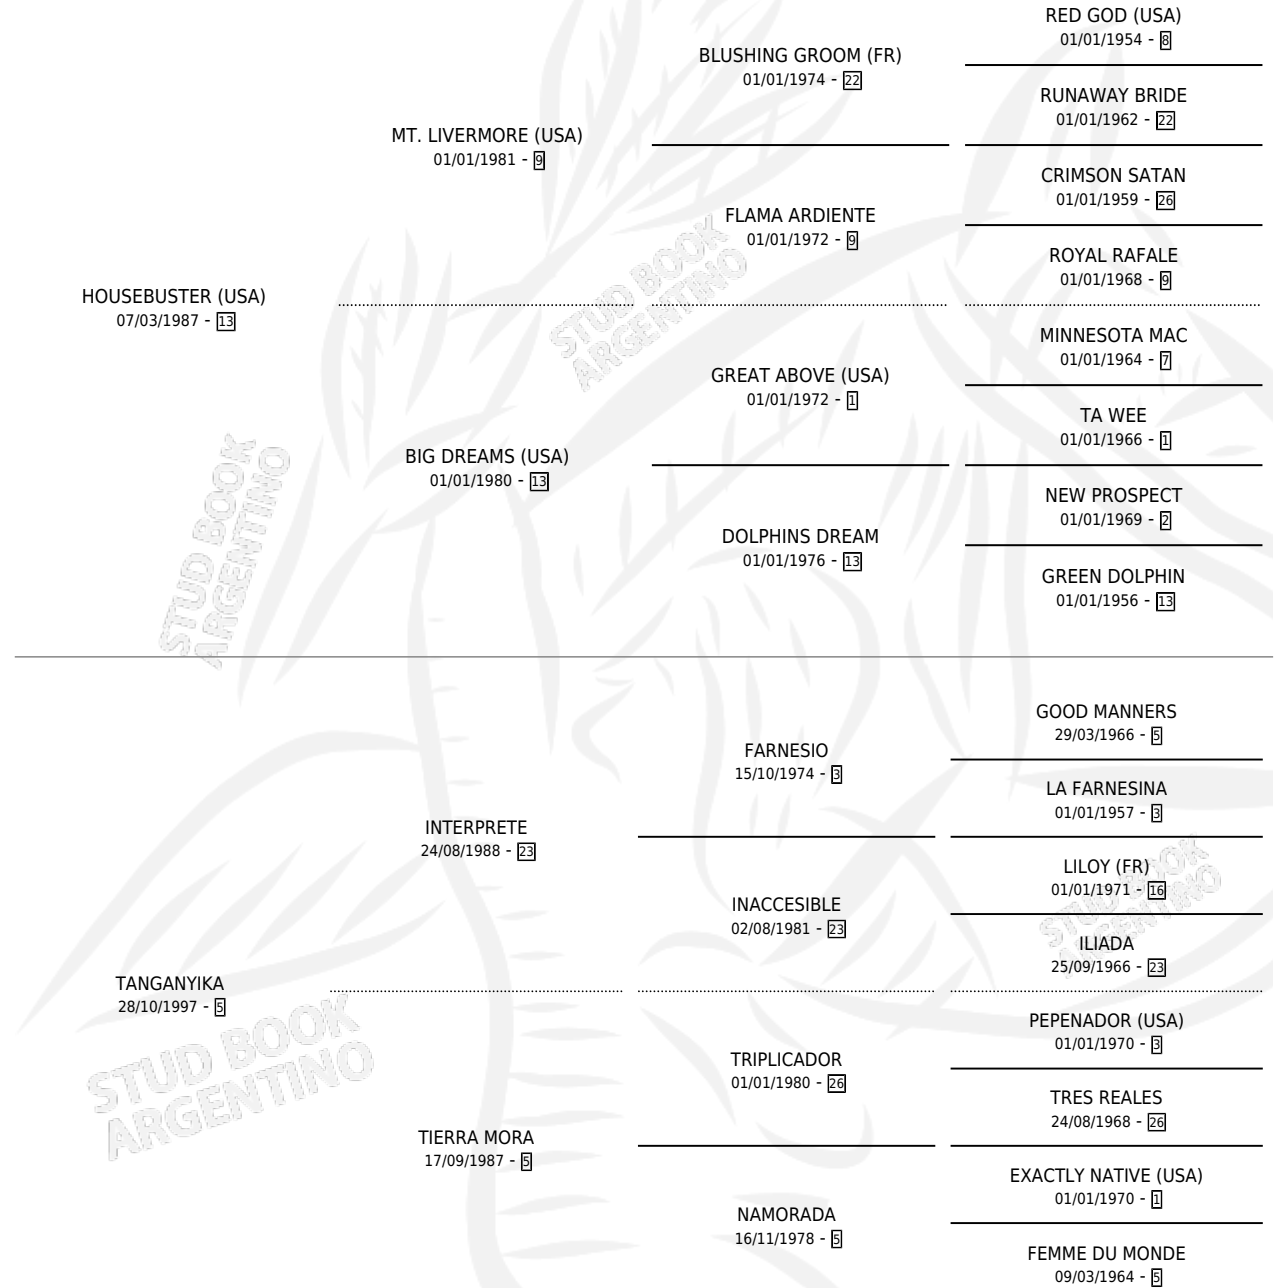 RED GOD (USA)
01/01/1954 - 8
BLUSHING GROOM (FR)
01/01/1974 - 22
RUNAWAY BRIDE
01/01/1962 - 22
MT. LIVERMORE (USA)
01/01/1981 - 9
CRIMSON SATAN
01/01/1959 - 26
FLAMA ARDIENTE
01/01/1972 - 9
ROYAL RAFALE
01/01/1968 - 9
HOUSEBUSTER (USA)
07/03/1987 - 13
STUD BOOK
ARGENTINO
MINNESOTA MAC
01/01/1964 - 7
GREAT ABOVE (USA)
01/01/1972 - 1
TA WEE
01/01/1966 - 1
BIG DREAMS (USA)
01/01/1980 - 13
NEW PROSPECT
01/01/1969 - 2
DOLPHINS DREAM
01/01/1976 - 13
GREEN DOLPHIN
01/01/1956 - 13
STUD BOOK
ARGENTINO
GOOD MANNERS
29/03/1966 - 5
FARNESIO
15/10/1974 - 3
LA FARNESINA
01/01/1957 - 3
INTERPRETE
24/08/1988 - 23
LILOY (FR)
01/01/1971 - 16
INACCESIBLE
02/08/1981 - 23
ILIADA
25/09/1966 - 23
STUD BOOK
ARGENTINO
TANGANYIKA
28/10/1997 - 5
PEPENADOR (USA)
01/01/1970 - 3
TRIPLICADOR
01/01/1980 - 26
TRES REALES
24/08/1968 - 26
STUD BOOK
ARGENTINO
TIERRA MORA
17/09/1987 - 5
EXACTLY NATIVE (USA)
01/01/1970 - 1
NAMORADA
16/11/1978 - 5
FEMME DU MONDE
09/03/1964 - 5